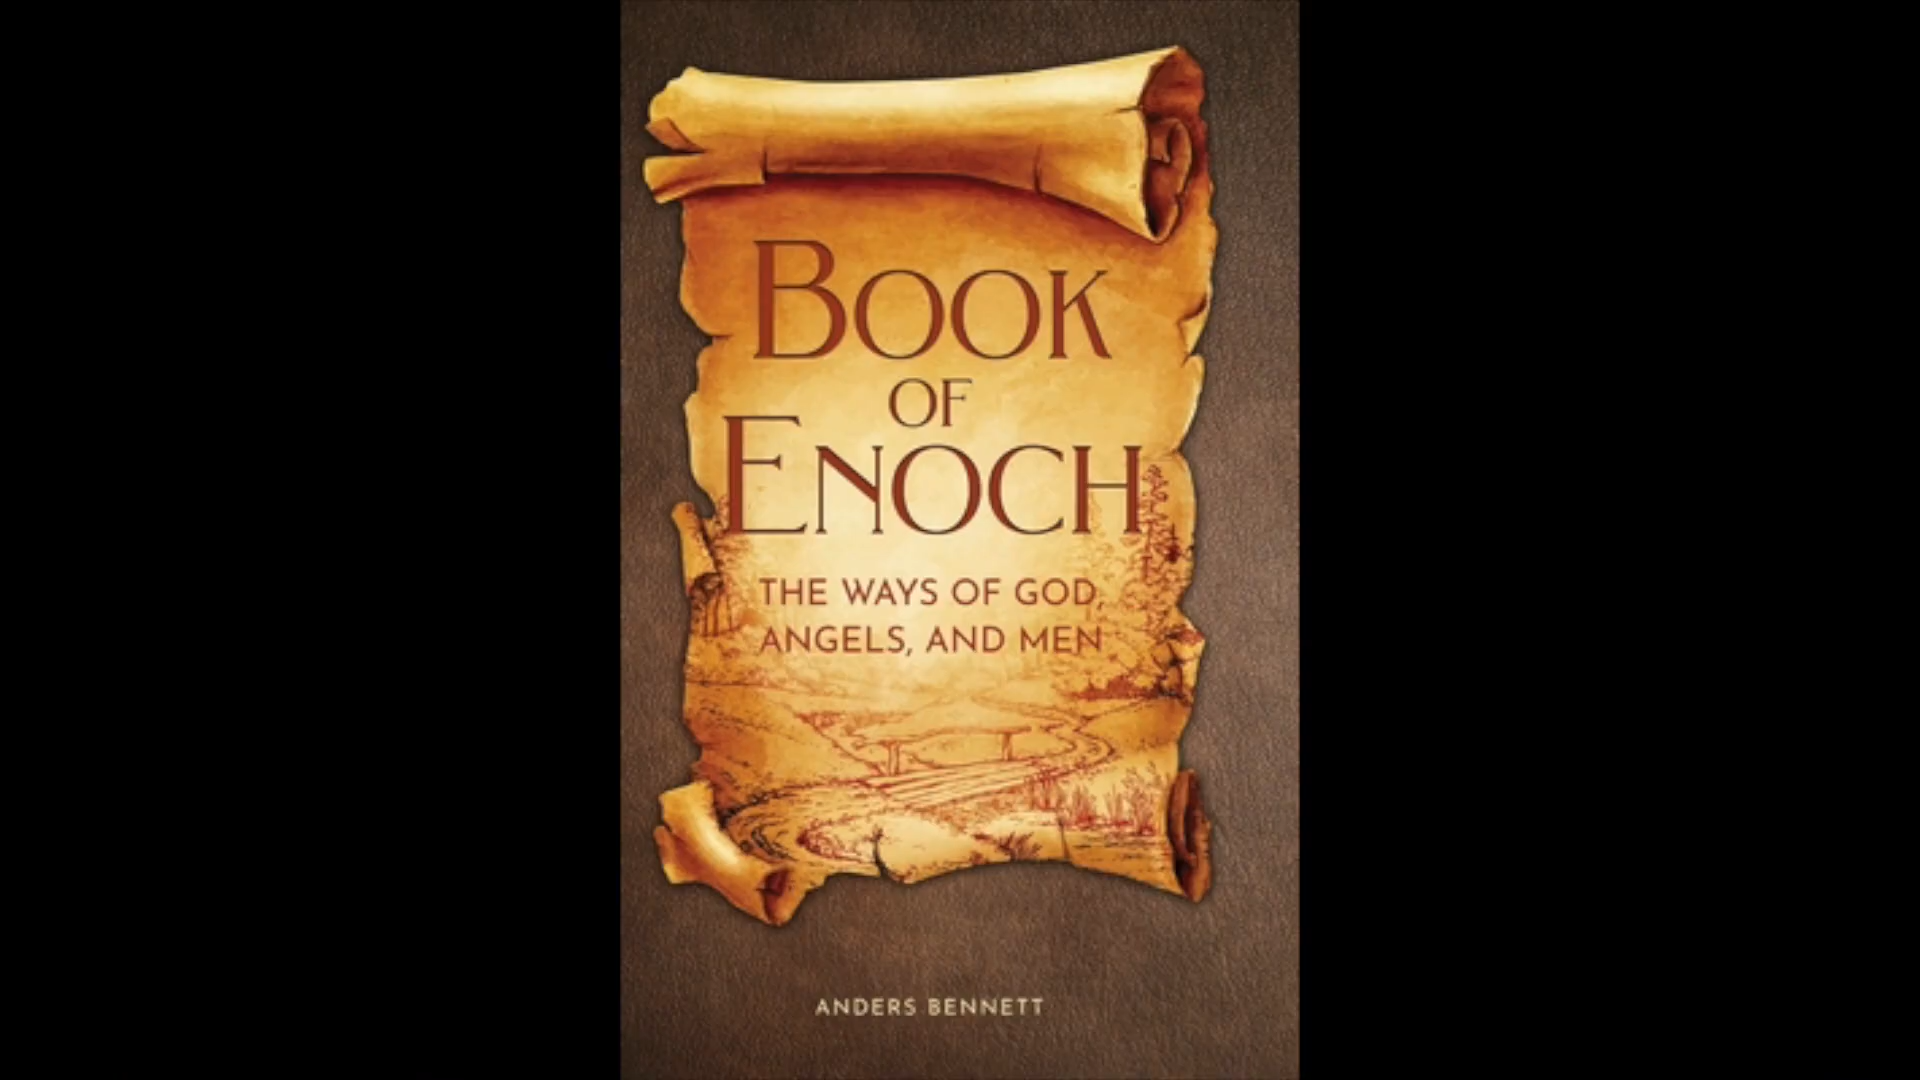 BOOK
OF
ENOCH
THE WAYS OF GOD,
ANGELS, AND MEN
ANDERS BENNETT